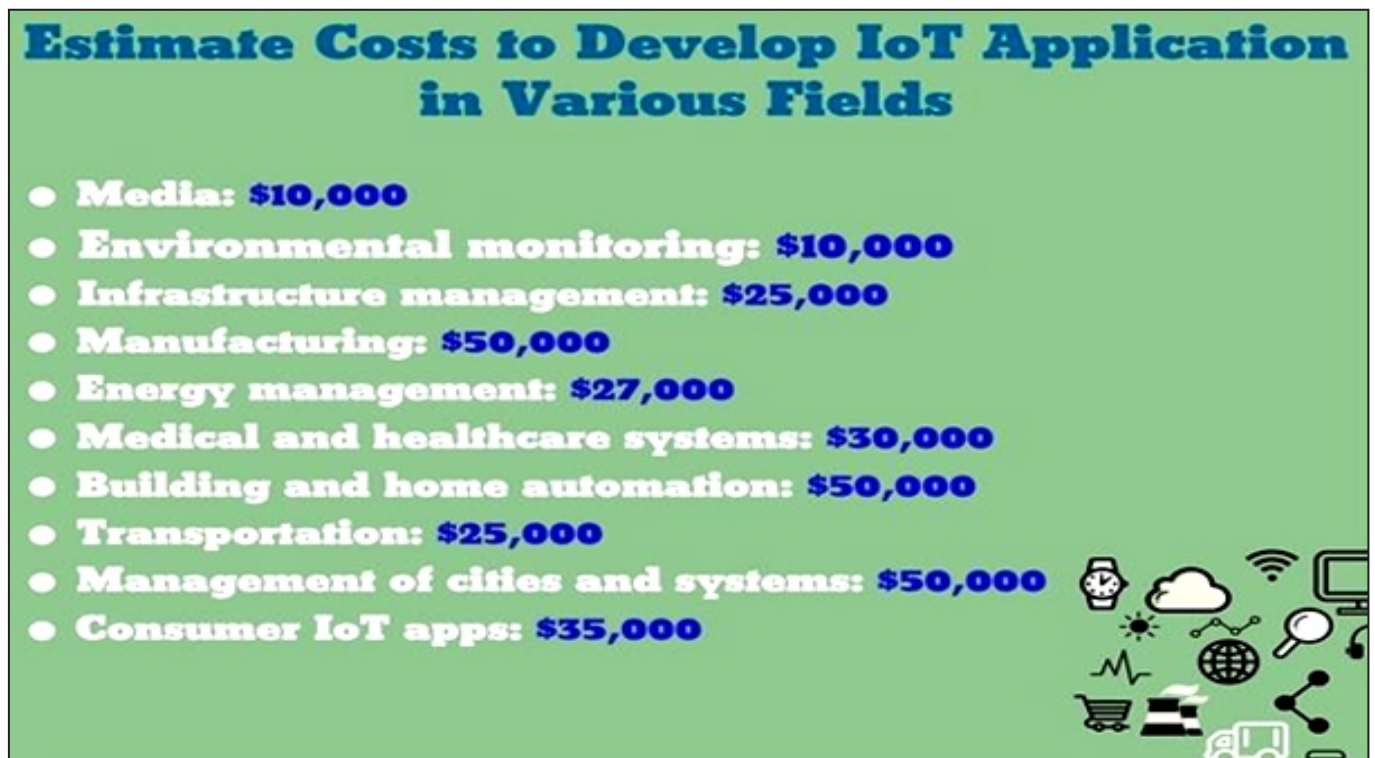 Estimate Costs to Develop IoT Application
in Various Fields
● Media: $10,000
● Environmental monitoring: $10,000
● Infrastructure management: $25,000
● Manufacturing: $50,000
● Energy management: $27,000
● Medical and healthcare systems: $30,000
● Building and home automation: $50,000
● Transportation: $25,000
● Management of cities and systems: $50,000
● Consumer IoT apps: $35,000